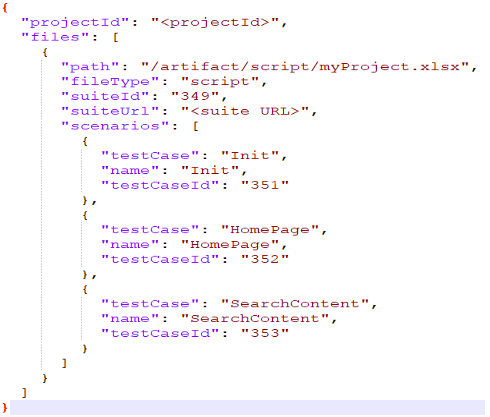 {
  "projectId": "<projectId>",
  "files": [
    {
      "path": "/artifact/script/myProject.xlsx",
      "fileType": "script",
      "suiteId": "349",
      "suiteUrl": "<suite URL>",
      "scenarios": [
        {
          "testCase": "Init",
          "name": "Init",
          "testCaseId": "351"
        },
        {
          "testCase": "HomePage",
          "name": "HomePage",
          "testCaseId": "352"
        },
        {
          "testCase": "SearchContent",
          "name": "SearchContent",
          "testCaseId": "353"
        }
      ]
    }
  ]
}